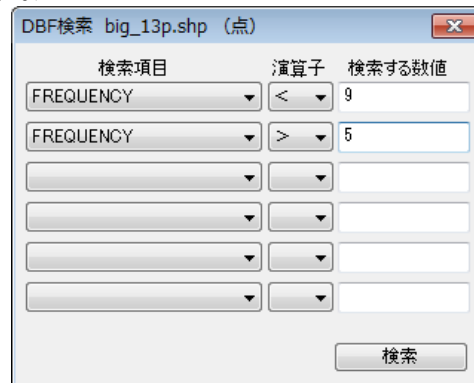 DBF検索 big_13p.shp （点）
検索項目 演算子 検索する数値
FREQUENCY < 9
FREQUENCY > 5
検索